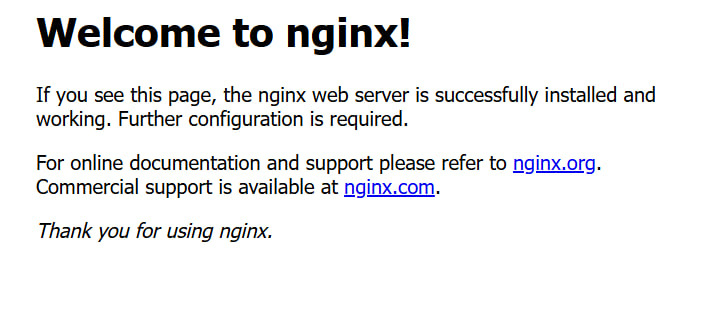 Welcome to nginx!
If you see this page, the nginx web server is successfully installed and
working. Further configuration is required.
For online documentation and support please refer to nginx.org.
Commercial support is available at nginx.com.
Thank you for using nginx.